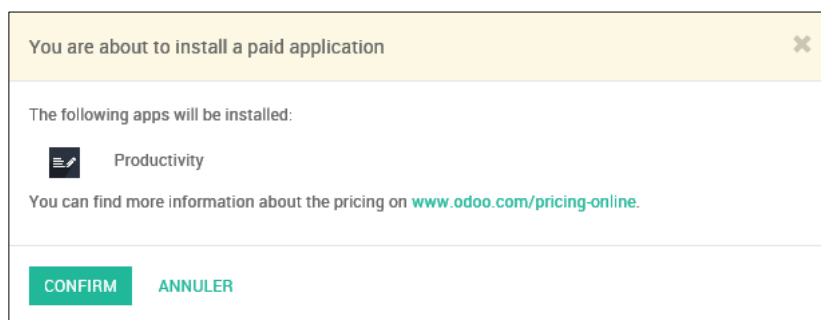 You are about to install a paid application
The following apps will be installed:
Productivity
You can find more information about the pricing on www.odoo.com/pricing-online.
CONFIRM ANNULER